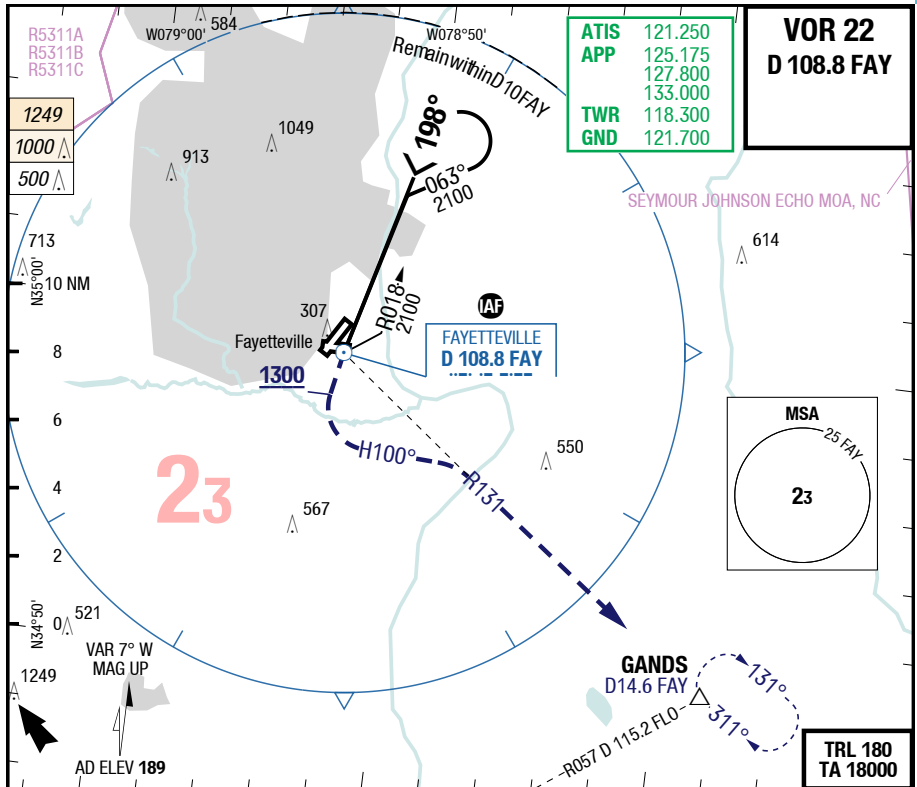 R5311A
R5311B
R5311C
W079°00'
584
W078°50'
Remain within D10 FAY
ATIS 121.250
APP 125.175
127.800
133.000
TWR 118.300
GND 121.700
VOR 22
D 108.8 FAY
1249
1000
500
913
1049
198°
063°
2100
SEYMOUR JOHNSON ECHO MOA, NC
713
614
N35°00'
10 NM
8
6
4
2
0
307
Fayetteville
R018
2100
IAF
FAYETTEVILLE
D 108.8 FAY
1300
H100°
R131
550
567
23
MSA
25 FAY
23
N34°50'
521
VAR 7° W
MAG UP
1249
AD ELEV 189
GANDS
D14.6 FAY
131°
311°
R057 D 115.2 FLO
TRL 180
TA 18000